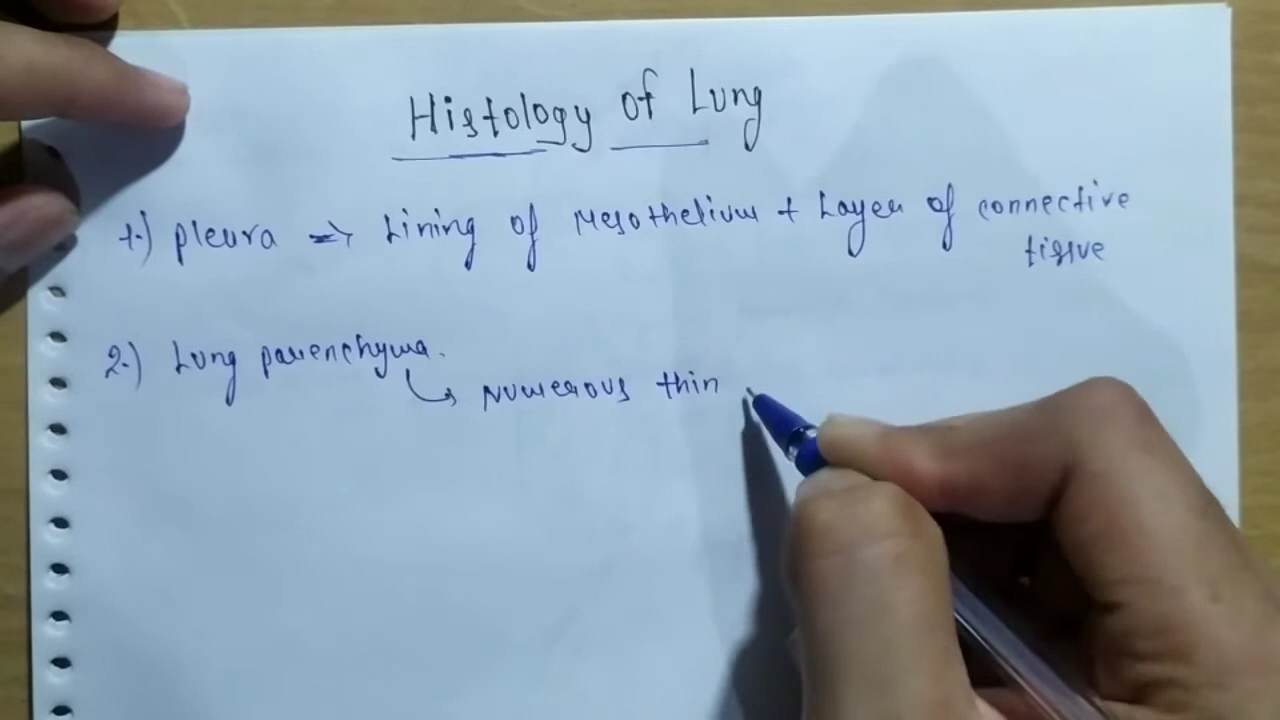 Histology of Lung
1.) pleura => Lining of Mesothelium + Layer of connective
tissue
2.) Lung parenchyma.
↳ Numerous thin